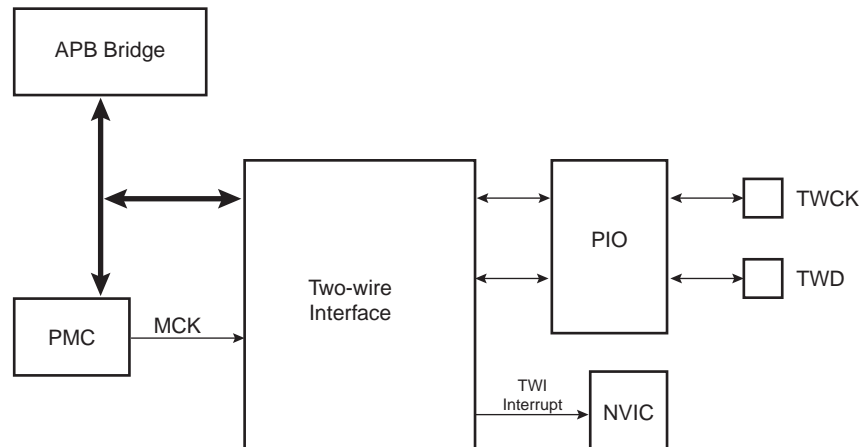 APB Bridge
TWCK
PIO
TWD
Two-wire
Interface
PMC
MCK
TWI
Interrupt
NVIC